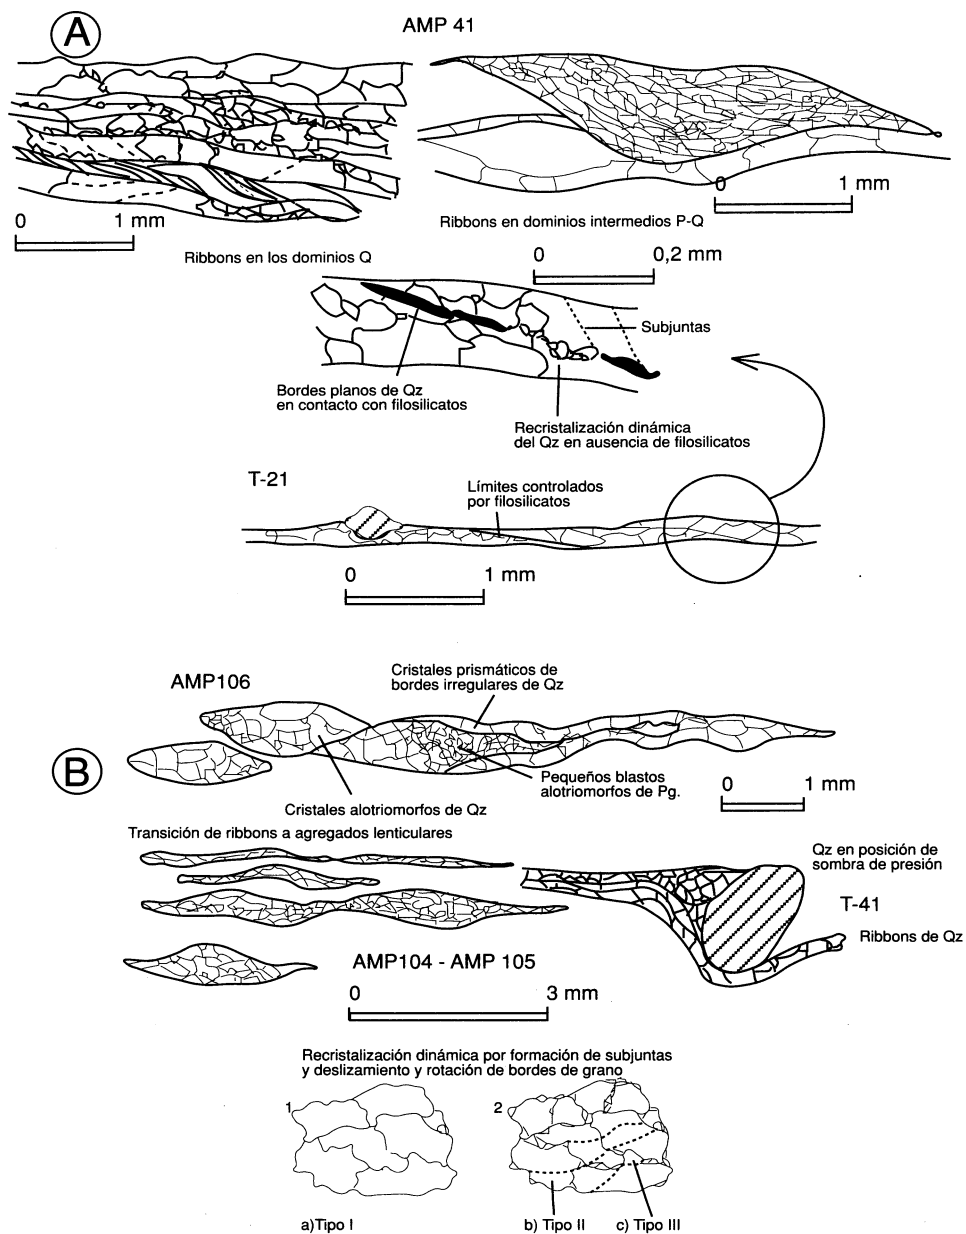 A
AMP 41
0 1 mm
0 1 mm
Ribbons en dominios intermedios P-Q
Ribbons en los dominios Q
0 0,2 mm
Subjuntas
Bordes planos de Qz
en contacto con filosilicatos
Recristalización dinámica
del Qz en ausencia de filosilicatos
T-21
Límites controlados
por filosilicatos
0 1 mm
B
AMP106
Cristales prismáticos de
bordes irregulares de Qz
Pequeños blastos
alotriomorfos de Pg.
0 1 mm
Cristales alotriomorfos de Qz
Transición de ribbons a agregados lenticulares
Qz en posición de
sombra de presión
T-41
Ribbons de Qz
AMP104 - AMP 105
0 3 mm
Recristalización dinámica por formación de subjuntas
y deslizamiento y rotación de bordes de grano
1
2
a)Tipo I
b) Tipo II
c) Tipo III